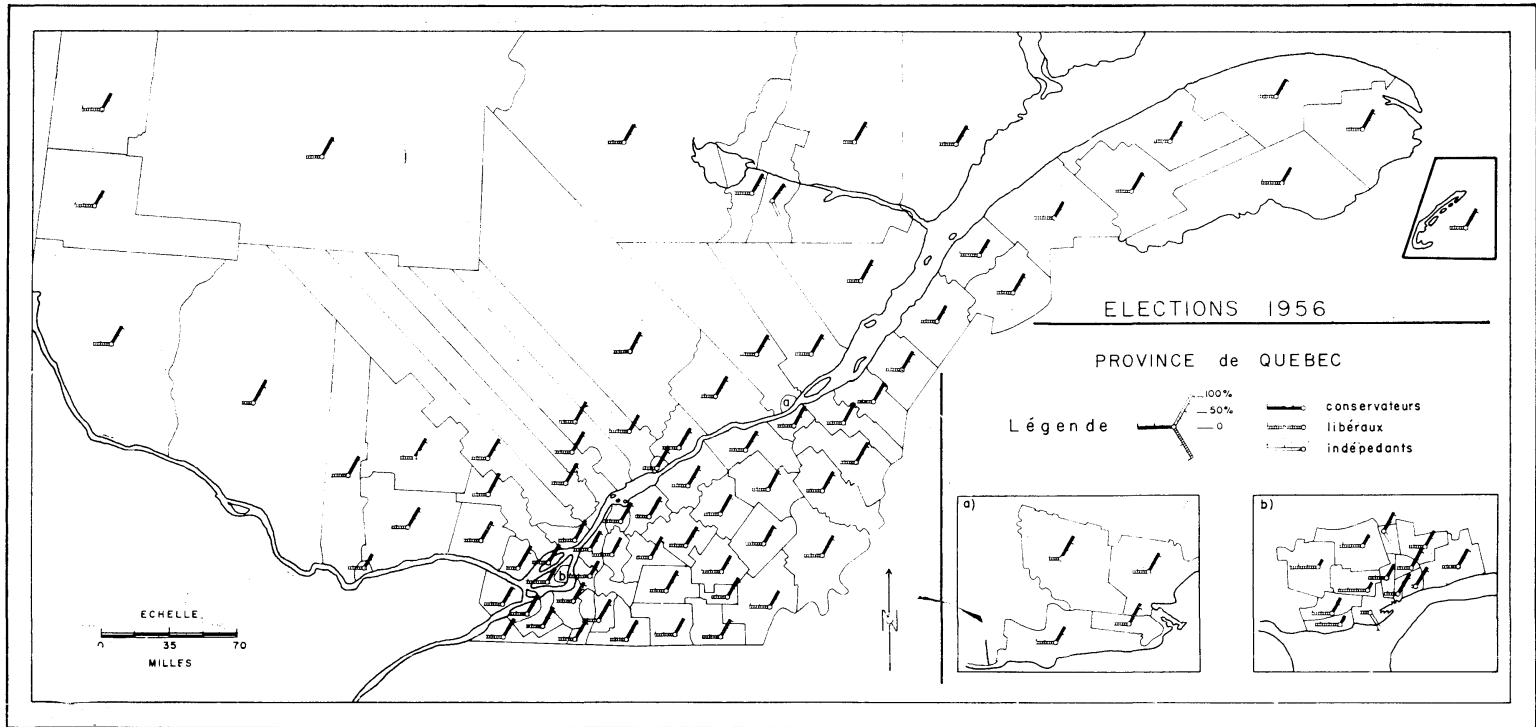 ELECTIONS 1956
PROVINCE de QUEBEC
Légende
100%
50%
0
conservateurs
libéraux
indépedants
a
b
a)
b)
N
ECHELLE
0 35 70
MILLES